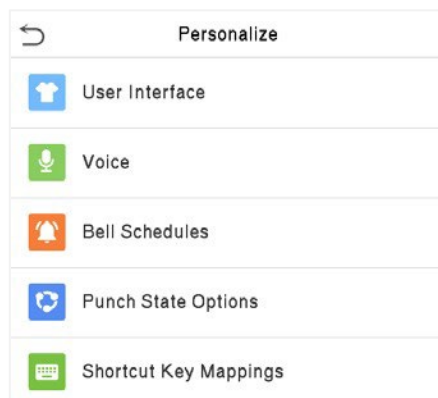 Personalize
User Interface
Voice
Bell Schedules
Punch State Options
Shortcut Key Mappings